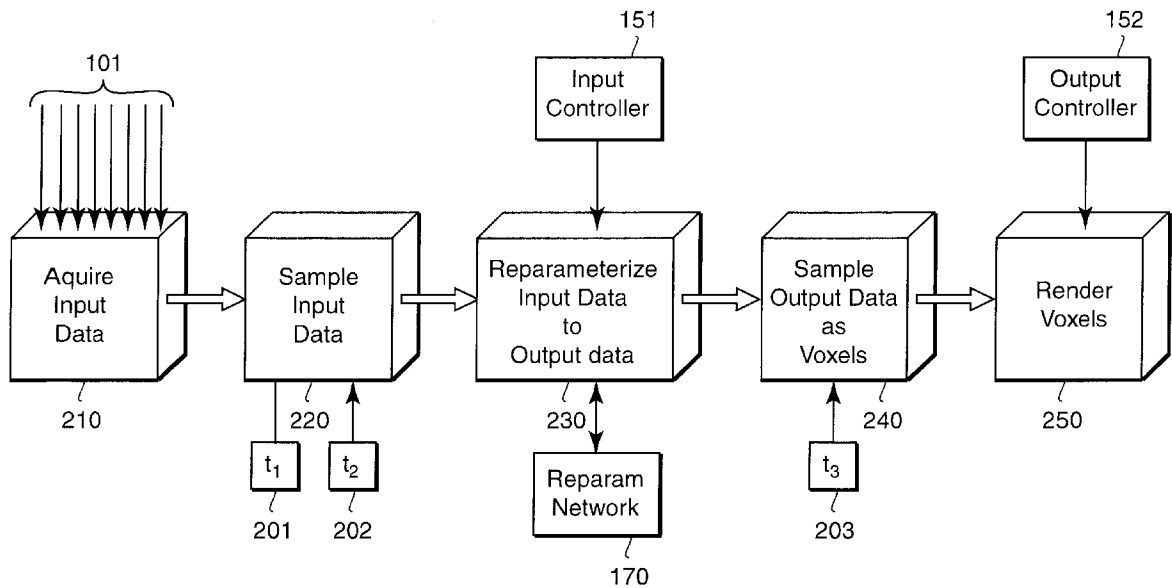 151
152
101
Input
Controller
Output
Controller
Aquire
Input
Data
Sample
Input
Data
Reparameterize
Input Data
to
Output data
Sample
Output Data
as
Voxels
Render
Voxels
210
220
230
240
250
t1
t2
Reparam
Network
t3
201
202
203
170